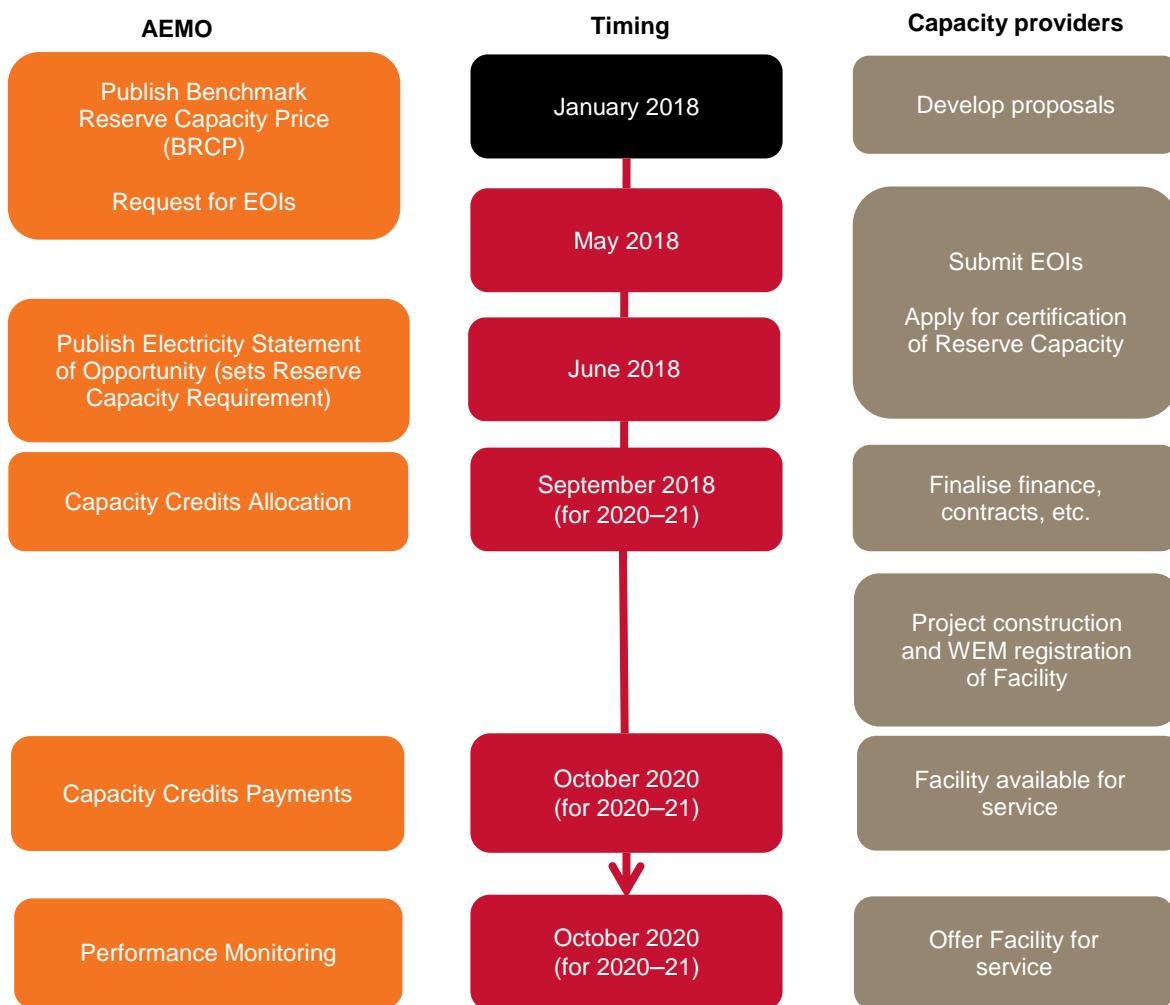 AEMO
Timing
Capacity providers
Publish Benchmark
Reserve Capacity Price
(BRCP)
Request for EOIs
January 2018
Develop proposals
May 2018
Submit EOIs
Apply for certification
of Reserve Capacity
Publish Electricity Statement
of Opportunity (sets Reserve
Capacity Requirement)
June 2018
Capacity Credits Allocation
September 2018
(for 2020–21)
Finalise finance,
contracts, etc.
Project construction
and WEM registration
of Facility
Capacity Credits Payments
October 2020
(for 2020–21)
Facility available for
service
Performance Monitoring
October 2020
(for 2020–21)
Offer Facility for
service